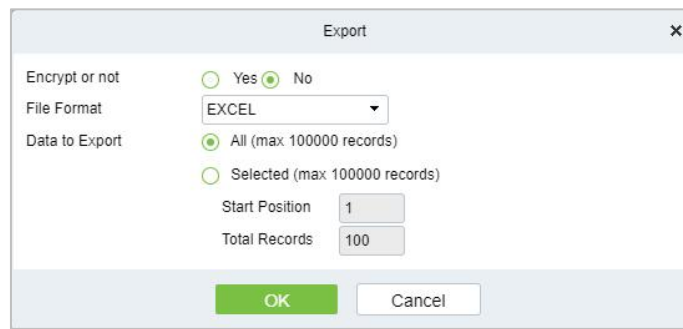 Export
Encrypt or not Yes No
File Format EXCEL
Data to Export All (max 100000 records)
Selected (max 100000 records)
Start Position 1
Total Records 100
OK Cancel